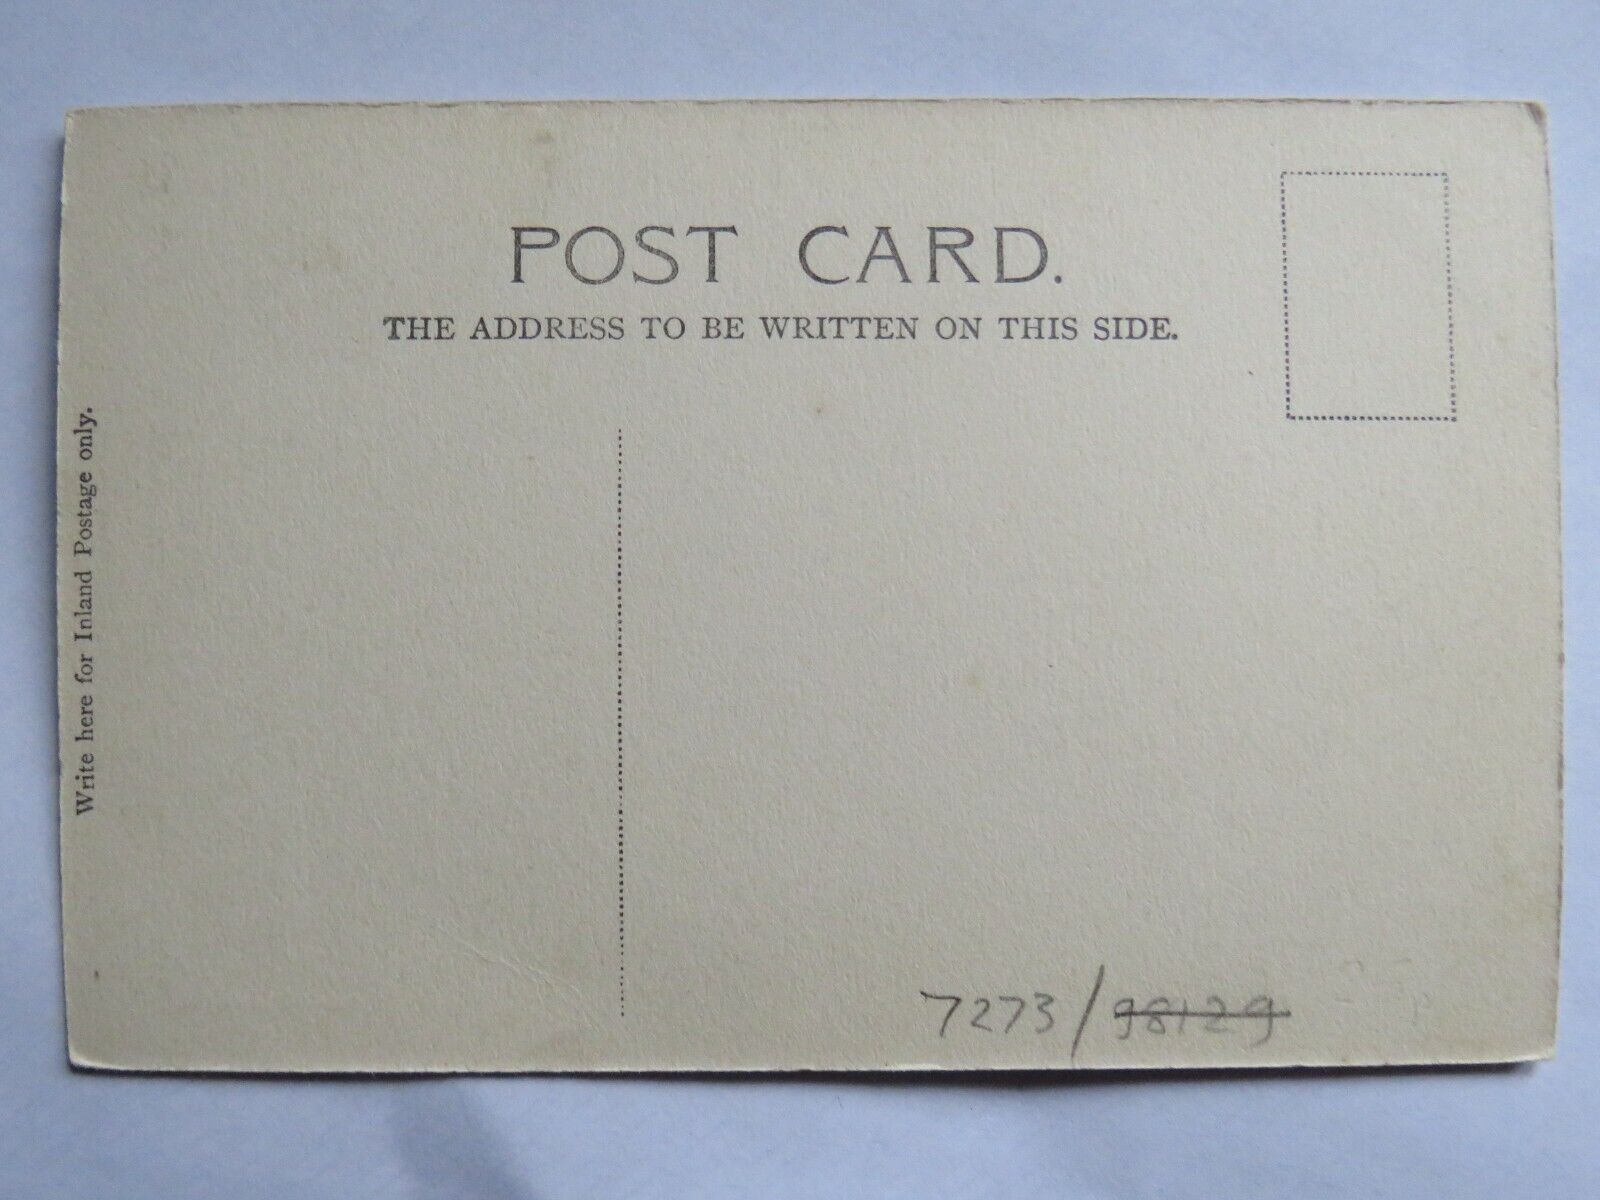 POST CARD.
THE ADDRESS TO BE WRITTEN ON THIS SIDE.
Write here for Inland Postage only.
7273/98129